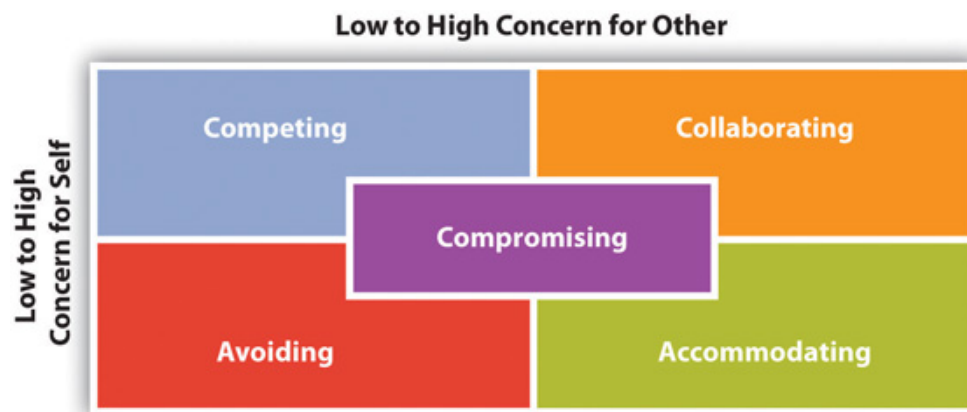 Low to High Concern for Other
Low to High
Concern for Self
Competing
Collaborating
Compromising
Avoiding
Accommodating